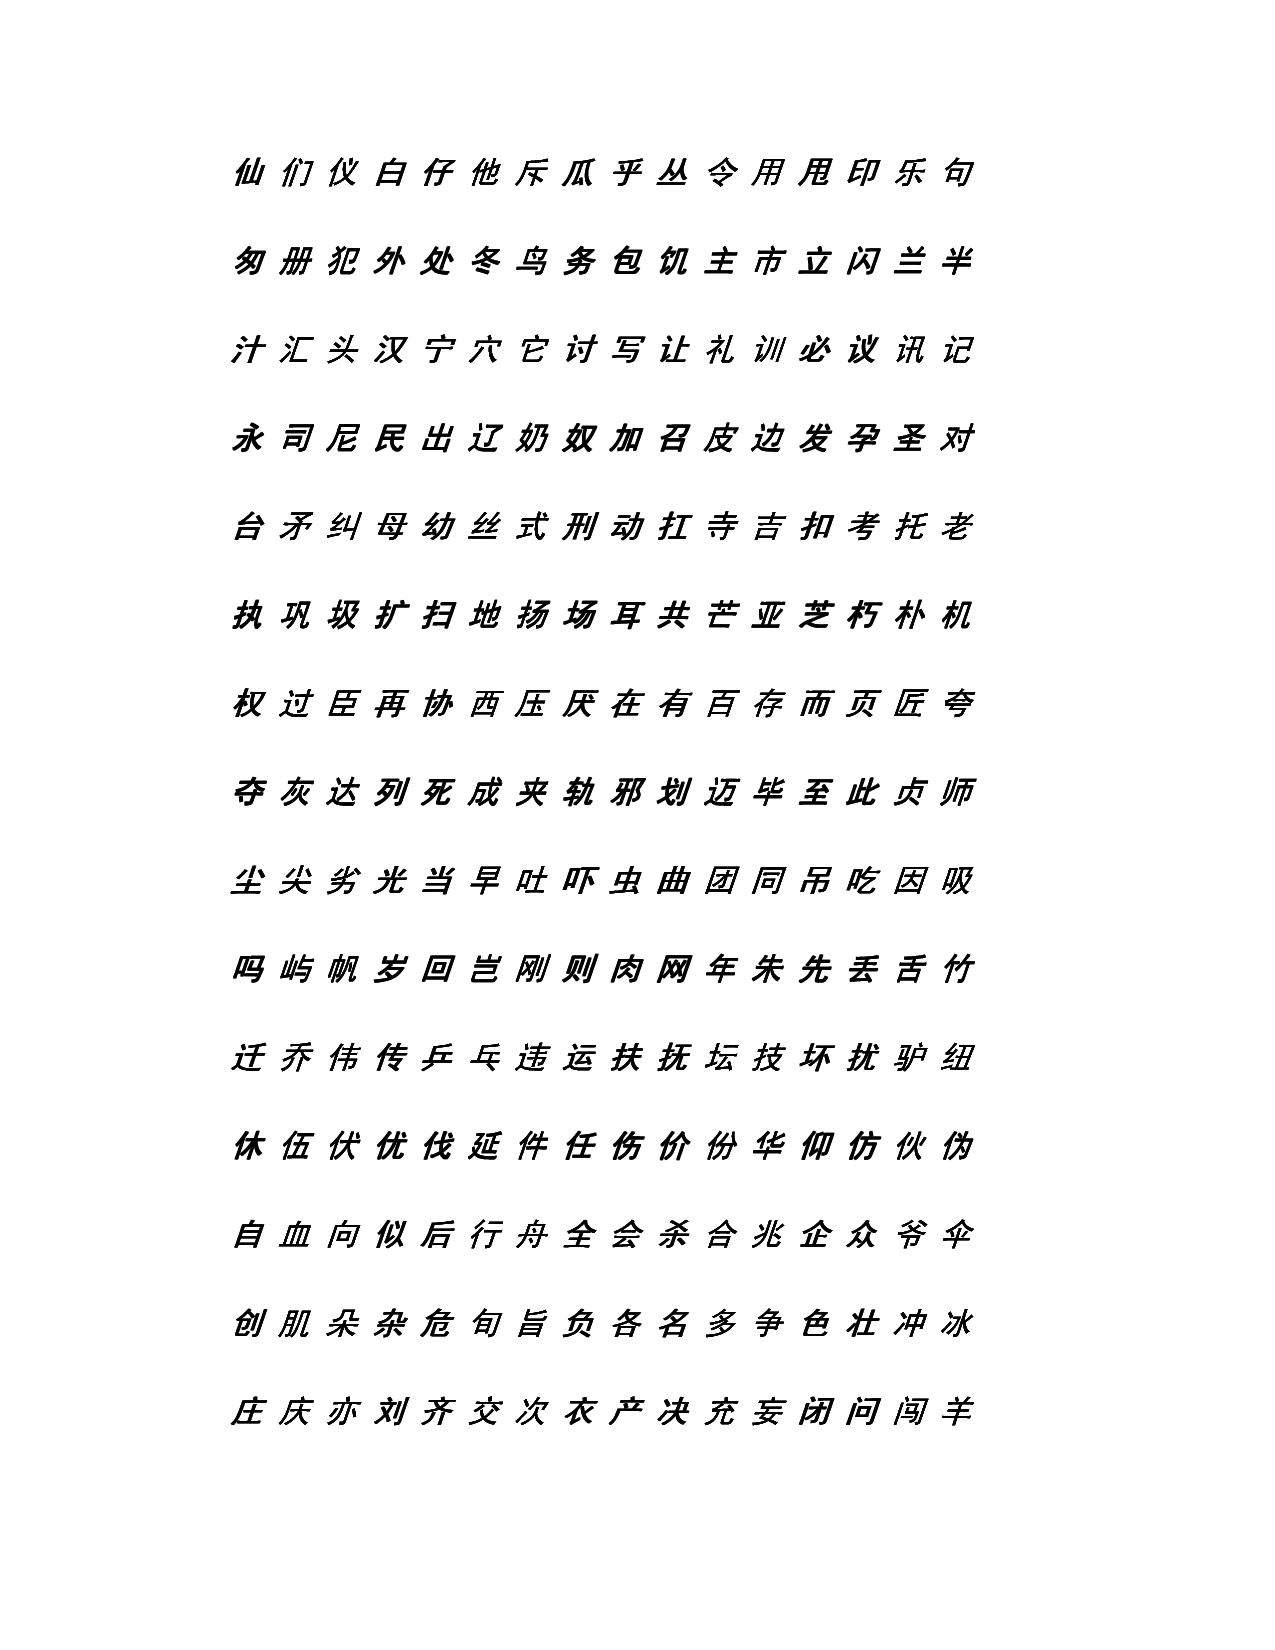 仙 们 仪 白 仔 他 斥 瓜 乎 丛 令 用 甩 印 乐 句
匆 册 犯 外 处 冬 鸟 务 包 饥 主 市 立 闪 兰 半
汁 汇 头 汉 宁 穴 它 讨 写 让 礼 训 必 议 讯 记
永 司 尼 民 出 辽 奶 奴 加 召 皮 边 发 孕 圣 对
台 矛 纠 母 幼 丝 式 刑 动 扛 寺 吉 扣 考 托 老
执 巩 圾 扩 扫 地 扬 场 耳 共 芒 亚 芝 朽 朴 机
权 过 臣 再 协 西 压 厌 在 有 百 存 而 页 匠 夸
夺 灰 达 列 死 成 夹 轨 邪 划 迈 毕 至 此 贞 师
尘 尖 劣 光 当 早 吐 吓 虫 曲 团 同 吊 吃 因 吸
吗 屿 帆 岁 回 岂 刚 则 肉 网 年 朱 先 丢 舌 竹
迁 乔 伟 传 乒 乓 违 运 扶 抚 坛 技 坏 扰 驴 纽
休 伍 伏 优 伐 延 件 任 伤 价 份 华 仰 仿 伙 伪
自 血 向 似 后 行 舟 全 会 杀 合 兆 企 众 爷 伞
创 肌 朵 杂 危 旬 旨 负 各 名 多 争 色 壮 冲 冰
庄 庆 亦 刘 齐 交 次 衣 产 决 充 妄 闭 问 闯 羊